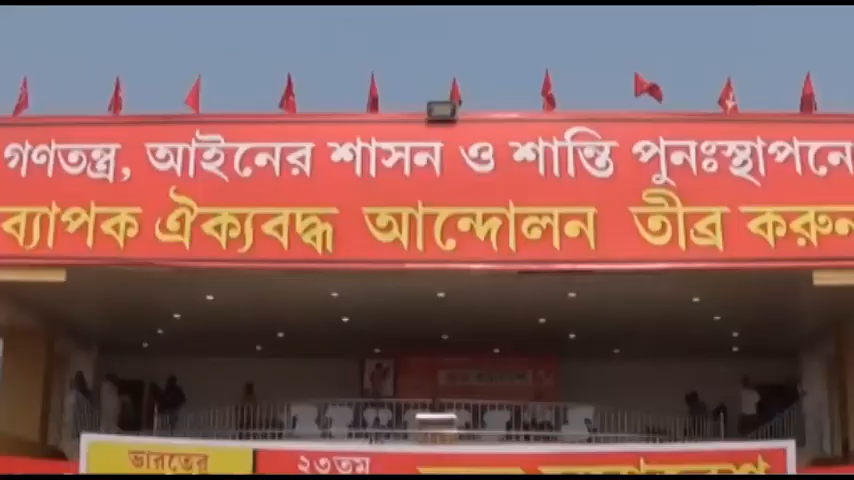 গণতন্ত্র, আইনের শাসন ও শান্তি পুনঃস্থাপনে
ব্যাপক ঐক্যবদ্ধ আন্দোলন তীব্র করুন
ভারতের ২৩তম